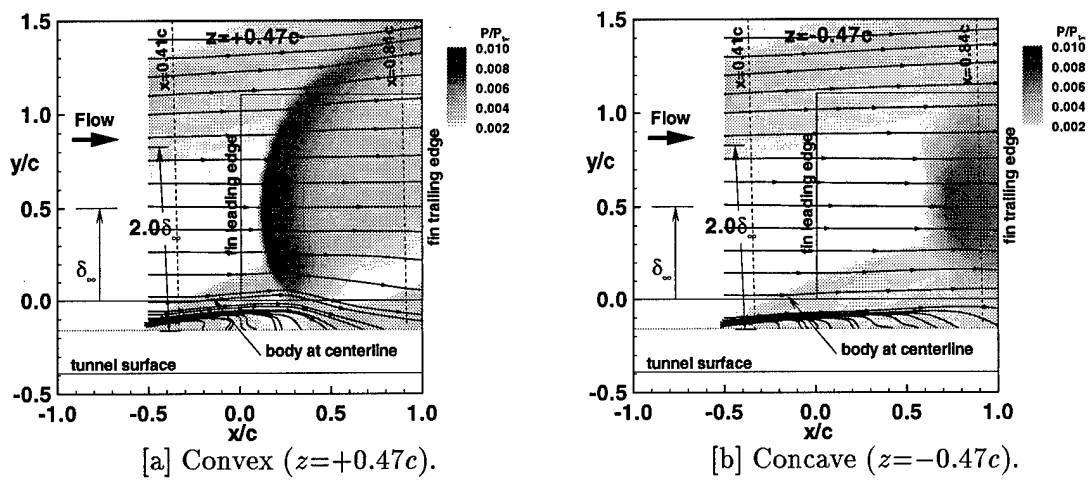 1.5
1.0
y/c
0.5
0.0
-0.5
-1.0 -0.5 0.0 0.5 1.0
x/c
Flow
δ∞
2.0δ∞
x=0.41c
z=+0.47c
x=0.84c
fin leading edge
fin trailing edge
body at centerline
tunnel surface
P/P_T
0.010
0.008
0.006
0.004
0.002
[a] Convex (z=+0.47c).
1.5
1.0
y/c
0.5
0.0
-0.5
-1.0 -0.5 0.0 0.5 1.0
x/c
Flow
δ∞
2.0δ∞
x=0.41c
z=-0.47c
x=0.84c
fin leading edge
fin trailing edge
body at centerline
tunnel surface
P/P_T
0.010
0.008
0.006
0.004
0.002
[b] Concave (z=−0.47c).